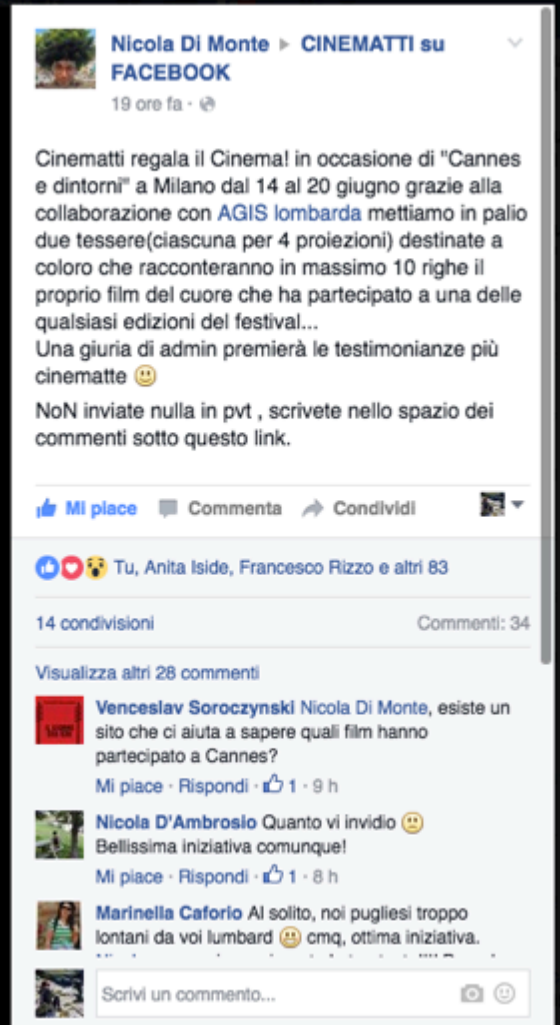 Nicola Di Monte ▸ CINEMATTI su
FACEBOOK
19 ore fa ·
Cinematti regala il Cinema! in occasione di "Cannes
e dintorni" a Milano dal 14 al 20 giugno grazie alla
collaborazione con AGIS lombarda mettiamo in palio
due tessere(ciascuna per 4 proiezioni) destinate a
coloro che racconteranno in massimo 10 righe il
proprio film del cuore che ha partecipato a una delle
qualsiasi edizioni del festival...
Una giuria di admin premierà le testimonianze più
cinematte 🙂
NoN inviate nulla in pvt , scrivete nello spazio dei
commenti sotto questo link.
Mi piace Commenta Condividi
Tu, Anita Iside, Francesco Rizzo e altri 83
14 condivisioni Commenti: 34
Visualizza altri 28 commenti
Venceslav Soroczynski Nicola Di Monte, esiste un
sito che ci aiuta a sapere quali film hanno
partecipato a Cannes?
Mi piace · Rispondi · 1 · 9 h
Nicola D'Ambrosio Quanto vi invidio 🙁
Bellissima iniziativa comunque!
Mi piace · Rispondi · 1 · 8 h
Marinella Caforio Al solito, noi pugliesi troppo
lontani da voi lumbard 🙁 cmq, ottima iniziativa.
Scrivi un commento...